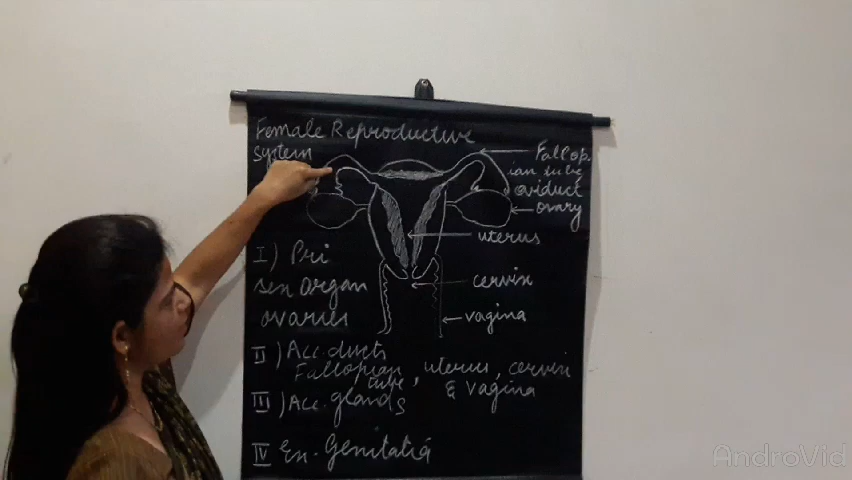 Female Reproductive
system
Fallop
ian tube
oviduct
ovary
uterus
cervix
vagina
I) Pri
sex organ
ovaries
II) Acc. ducts
Fallopian tube, uterus, cervix
& vagina
III) Acc. glands
IV Ex. Genitalia
AndroVid